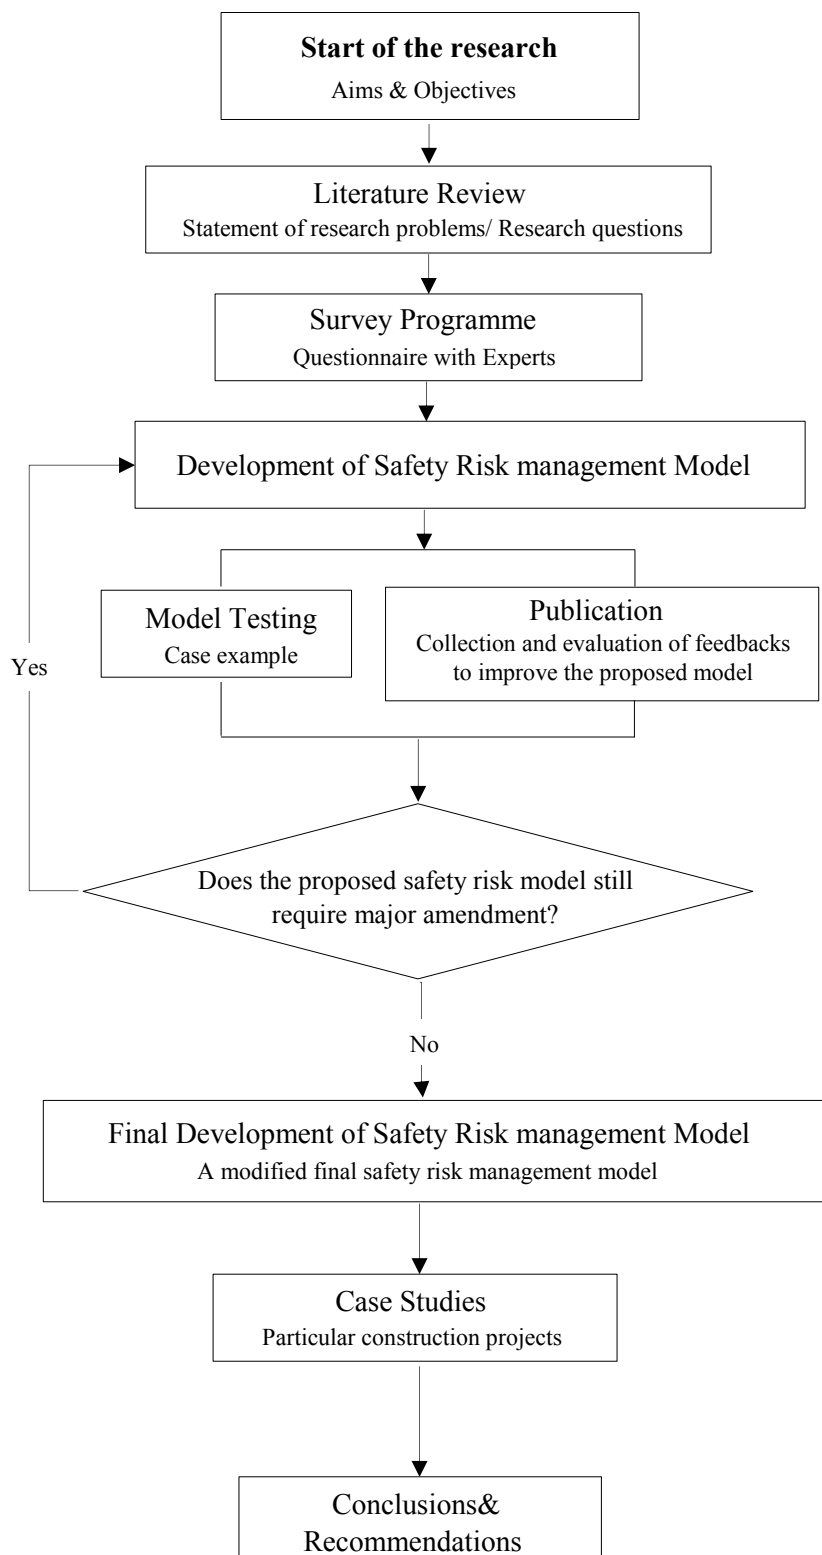 Start of the research
Aims & Objectives
Literature Review
Statement of research problems/ Research questions
Survey Programme
Questionnaire with Experts
Development of Safety Risk management Model
Model Testing
Case example
Publication
Collection and evaluation of feedbacks
to improve the proposed model
Yes
Does the proposed safety risk model still
require major amendment?
No
Final Development of Safety Risk management Model
A modified final safety risk management model
Case Studies
Particular construction projects
Conclusions&
Recommendations